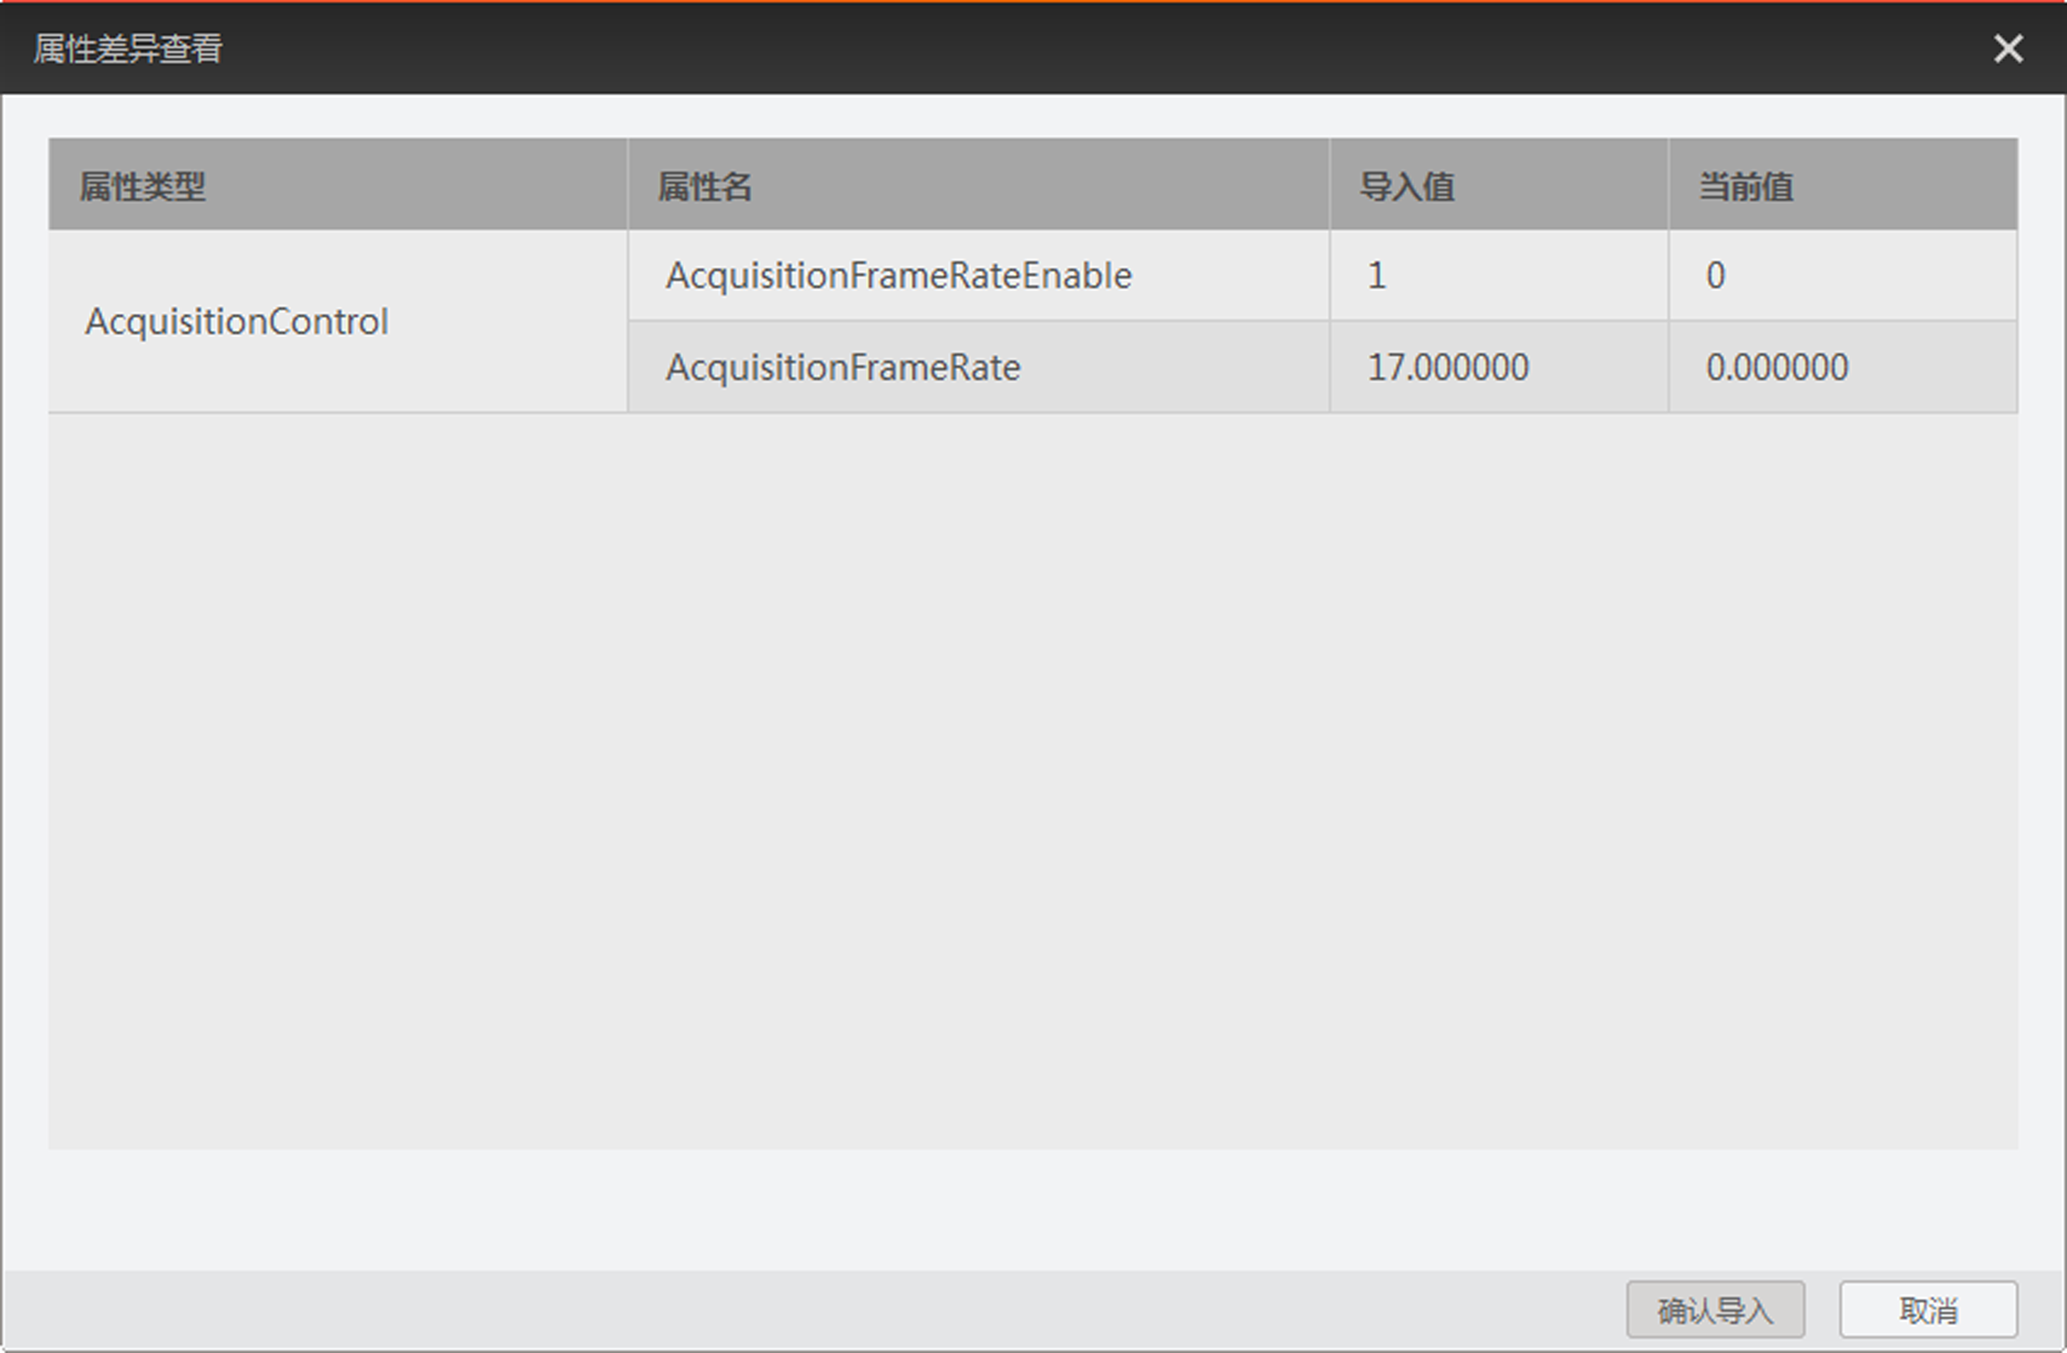 属性差异查看
属性类型 属性名 导入值 当前值
AcquisitionControl
AcquisitionFrameRateEnable 1 0
AcquisitionFrameRate 17.000000 0.000000
确认导入 取消